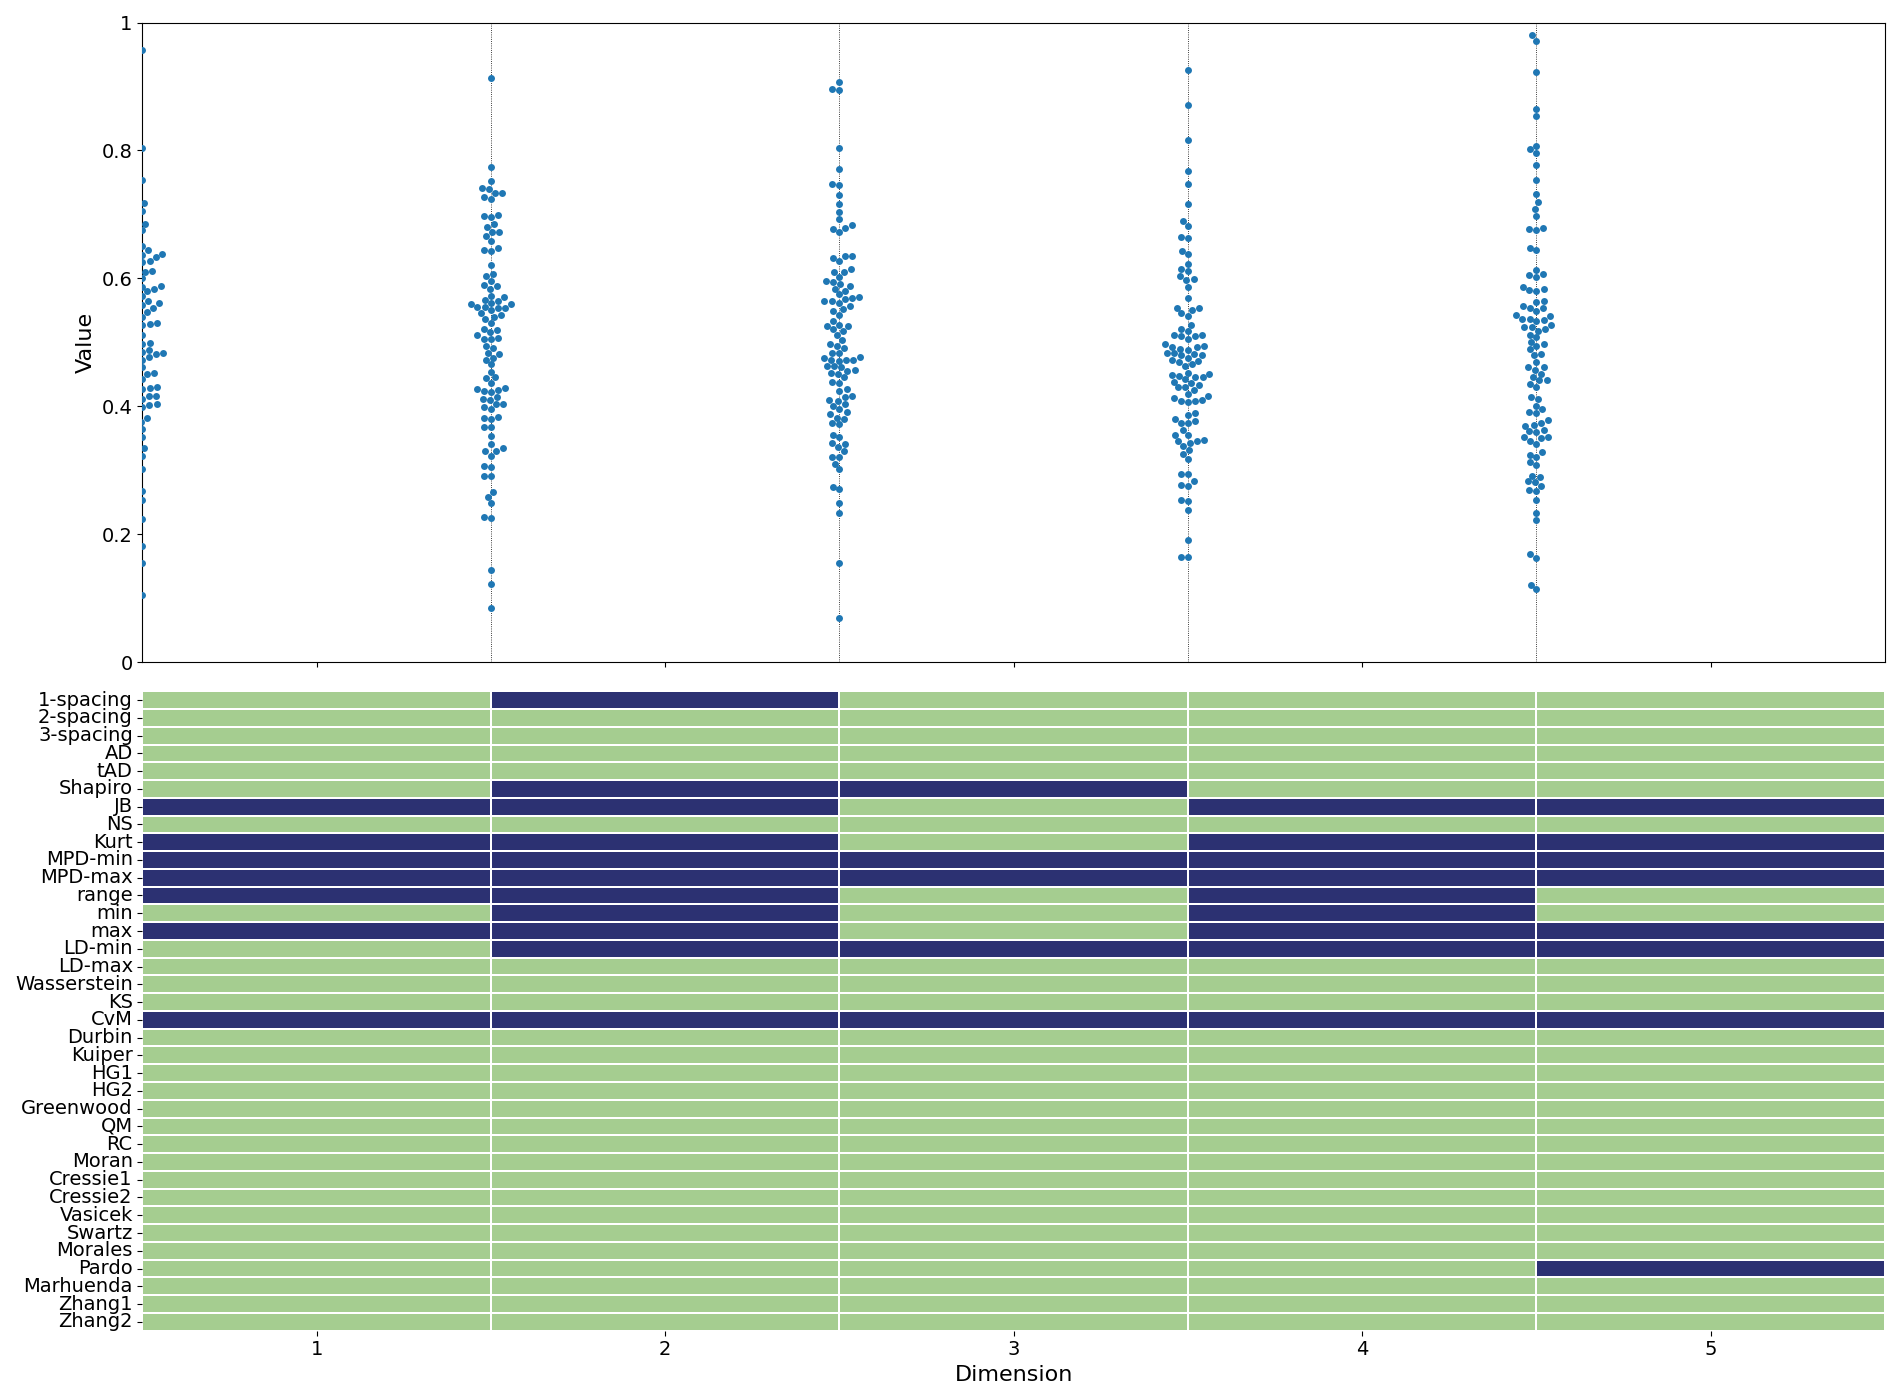 1
0.8
0.6
Value
0.4
0.2
0
1-spacing
2-spacing
3-spacing
AD
tAD
Shapiro
JB
NS
Kurt
MPD-min
MPD-max
range
min
max
LD-min
LD-max
Wasserstein
KS
CvM
Durbin
Kuiper
HG1
HG2
Greenwood
QM
RC
Moran
Cressie1
Cressie2
Vasicek
Swartz
Morales
Pardo
Marhuenda
Zhang1
Zhang2
1 2 3 4 5
Dimension